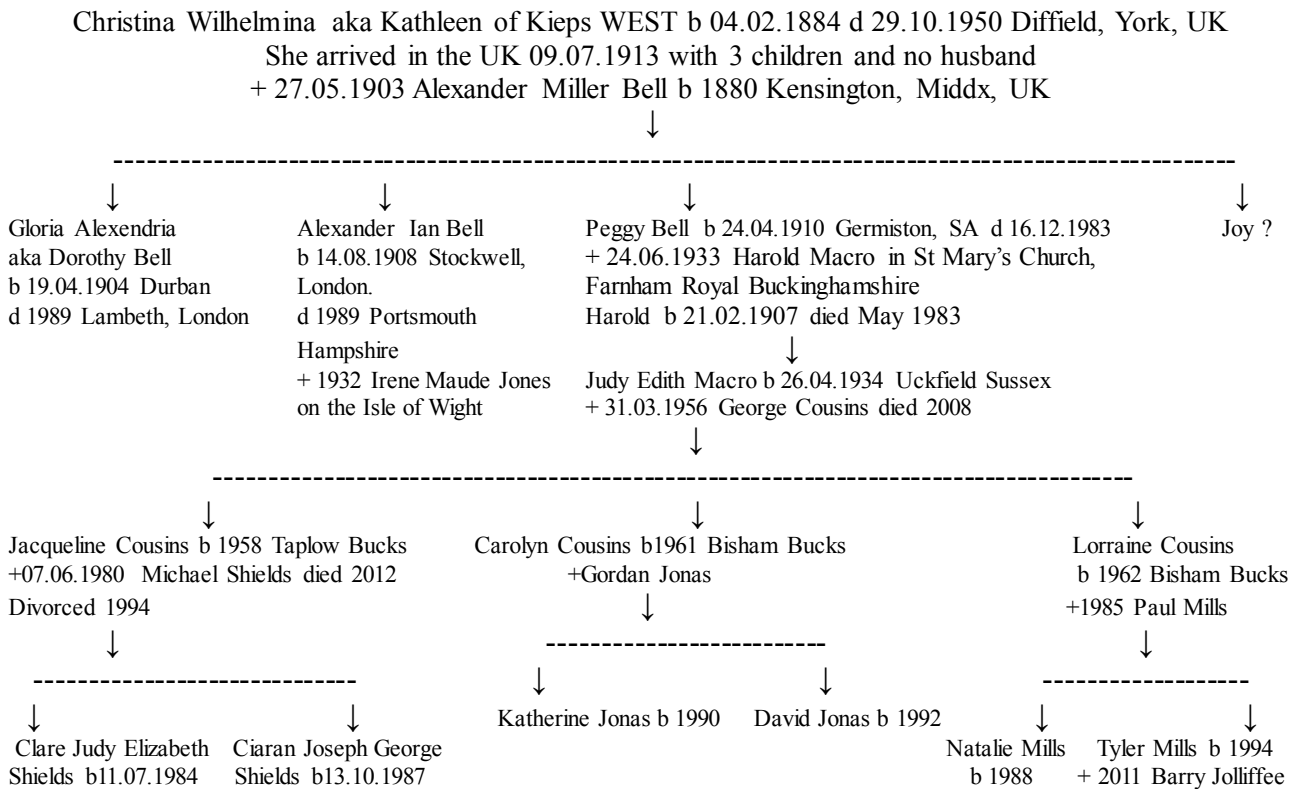 Christina Wilhelmina aka Kathleen of Kieps WEST b 04.02.1884 d 29.10.1950 Diffield, York, UK
She arrived in the UK 09.07.1913 with 3 children and no husband
+ 27.05.1903 Alexander Miller Bell b 1880 Kensington, Middx, UK
Gloria Alexendria
aka Dorothy Bell
b 19.04.1904 Durban
d 1989 Lambeth, London
Alexander Ian Bell
b 14.08.1908 Stockwell,
London.
d 1989 Portsmouth
Hampshire
+ 1932 Irene Maude Jones
on the Isle of Wight
Peggy Bell b 24.04.1910 Germiston, SA d 16.12.1983
+ 24.06.1933 Harold Macro in St Mary's Church,
Farnham Royal Buckinghamshire
Harold b 21.02.1907 died May 1983
Joy ?
Judy Edith Macro b 26.04.1934 Uckfield Sussex
+ 31.03.1956 George Cousins died 2008
Jacqueline Cousins b 1958 Taplow Bucks
+07.06.1980 Michael Shields died 2012
Divorced 1994
Carolyn Cousins b1961 Bisham Bucks
+Gordan Jonas
Lorraine Cousins
b 1962 Bisham Bucks
+1985 Paul Mills
Clare Judy Elizabeth
Shields b11.07.1984
Ciaran Joseph George
Shields b13.10.1987
Katherine Jonas b 1990
David Jonas b 1992
Natalie Mills
b 1988
Tyler Mills b 1994
+ 2011 Barry Jolliffee